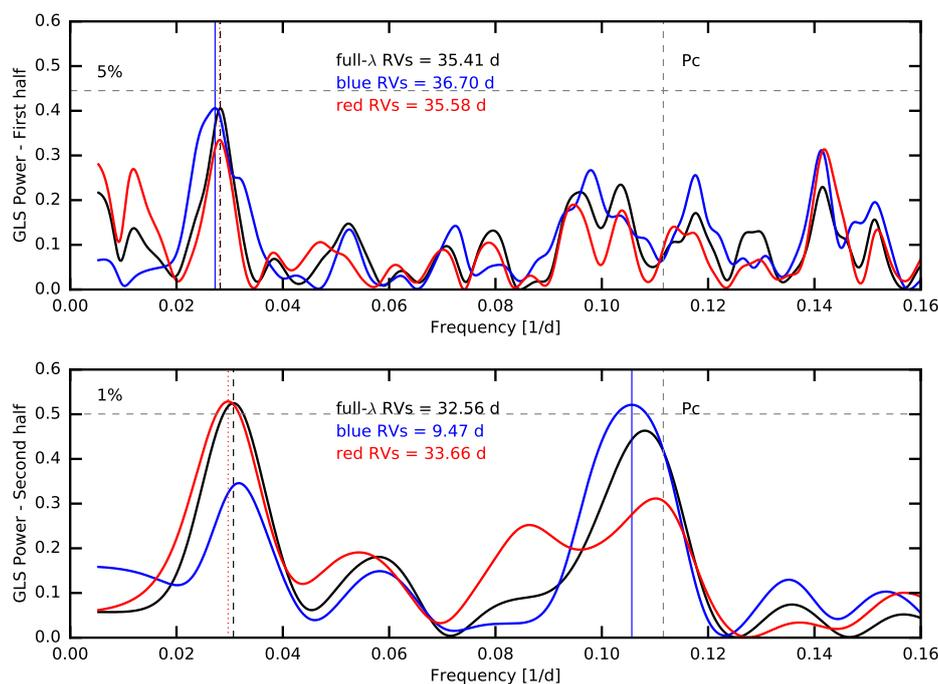 0.6
0.5
0.4
0.3
0.2
0.1
0.0
GLS Power - First half
5%
full-λ RVs = 35.41 d
blue RVs = 36.70 d
red RVs = 35.58 d
Pc
0.00 0.02 0.04 0.06 0.08 0.10 0.12 0.14 0.16
Frequency [1/d]
0.6
0.5
0.4
0.3
0.2
0.1
0.0
GLS Power - Second half
1%
full-λ RVs = 32.56 d
blue RVs = 9.47 d
red RVs = 33.66 d
Pc
0.00 0.02 0.04 0.06 0.08 0.10 0.12 0.14 0.16
Frequency [1/d]